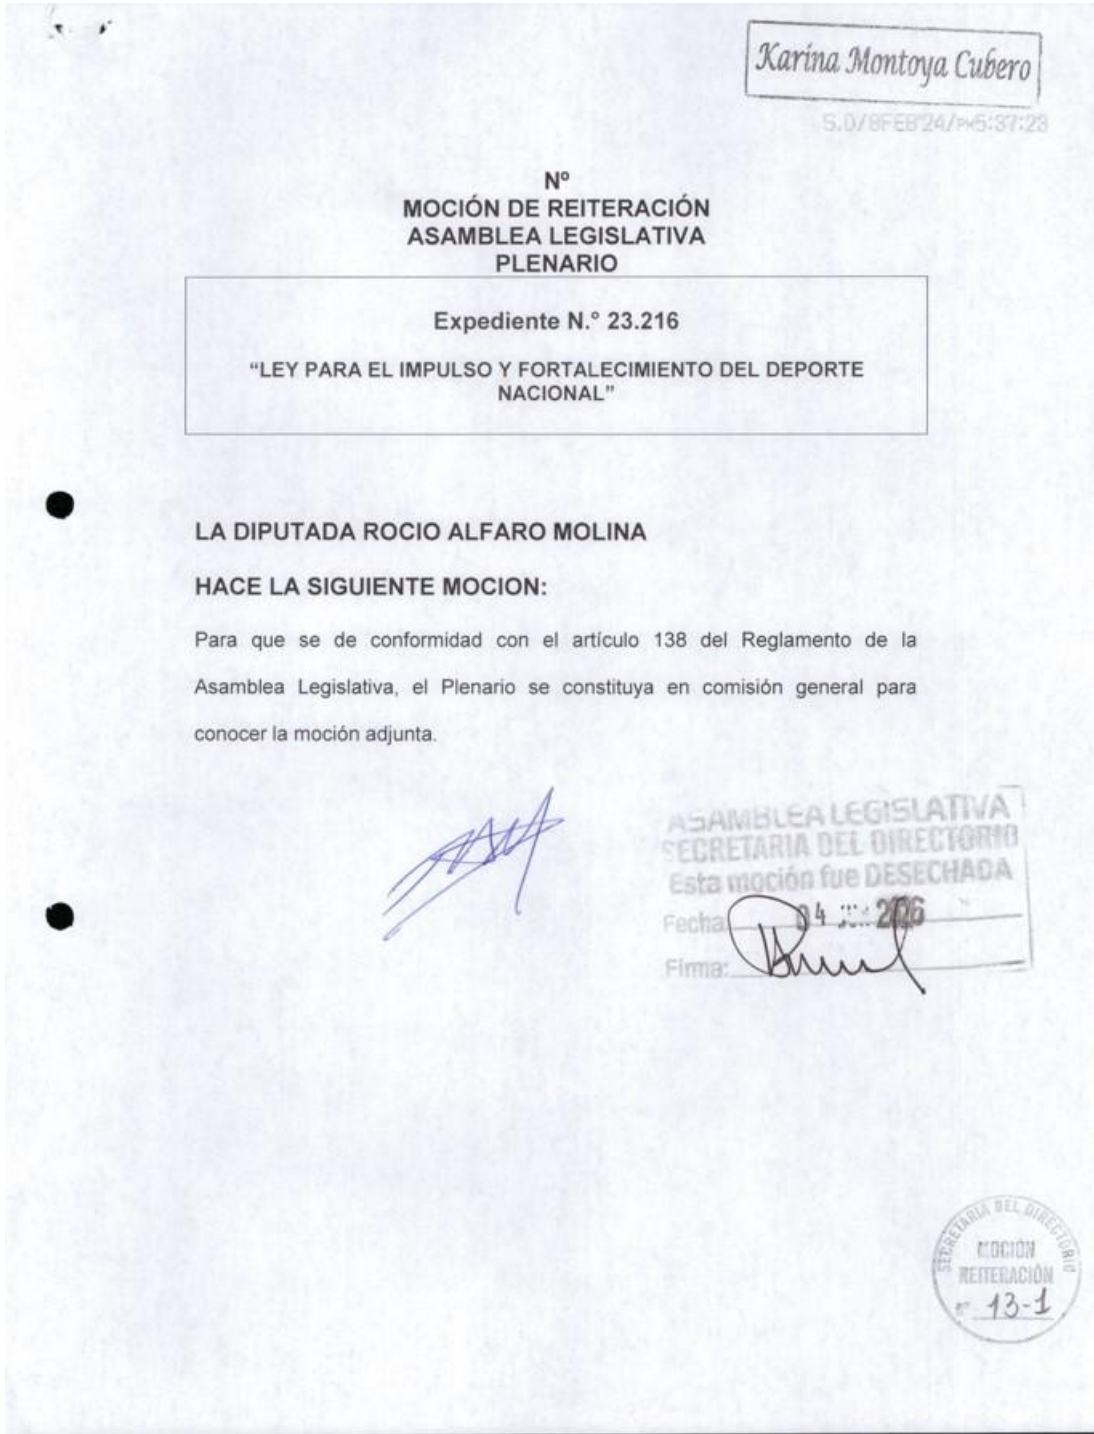 Karina Montoya Cubero
S.D/8FEB'24/PM5:37:23
Nº
MOCIÓN DE REITERACIÓN
ASAMBLEA LEGISLATIVA
PLENARIO
Expediente N.° 23.216
“LEY PARA EL IMPULSO Y FORTALECIMIENTO DEL DEPORTE
NACIONAL”
LA DIPUTADA ROCIO ALFARO MOLINA
HACE LA SIGUIENTE MOCION:
Para que se de conformidad con el artículo 138 del Reglamento de la
Asamblea Legislativa, el Plenario se constituya en comisión general para
conocer la moción adjunta.
ASAMBLEA LEGISLATIVA
SECRETARIA DEL DIRECTORIO
Esta moción fue DESECHADA
Fecha: 04
Firma:
SECRETARIA DEL DIRECTORIO
MOCIÓN
REITERACIÓN
Nº 13-1